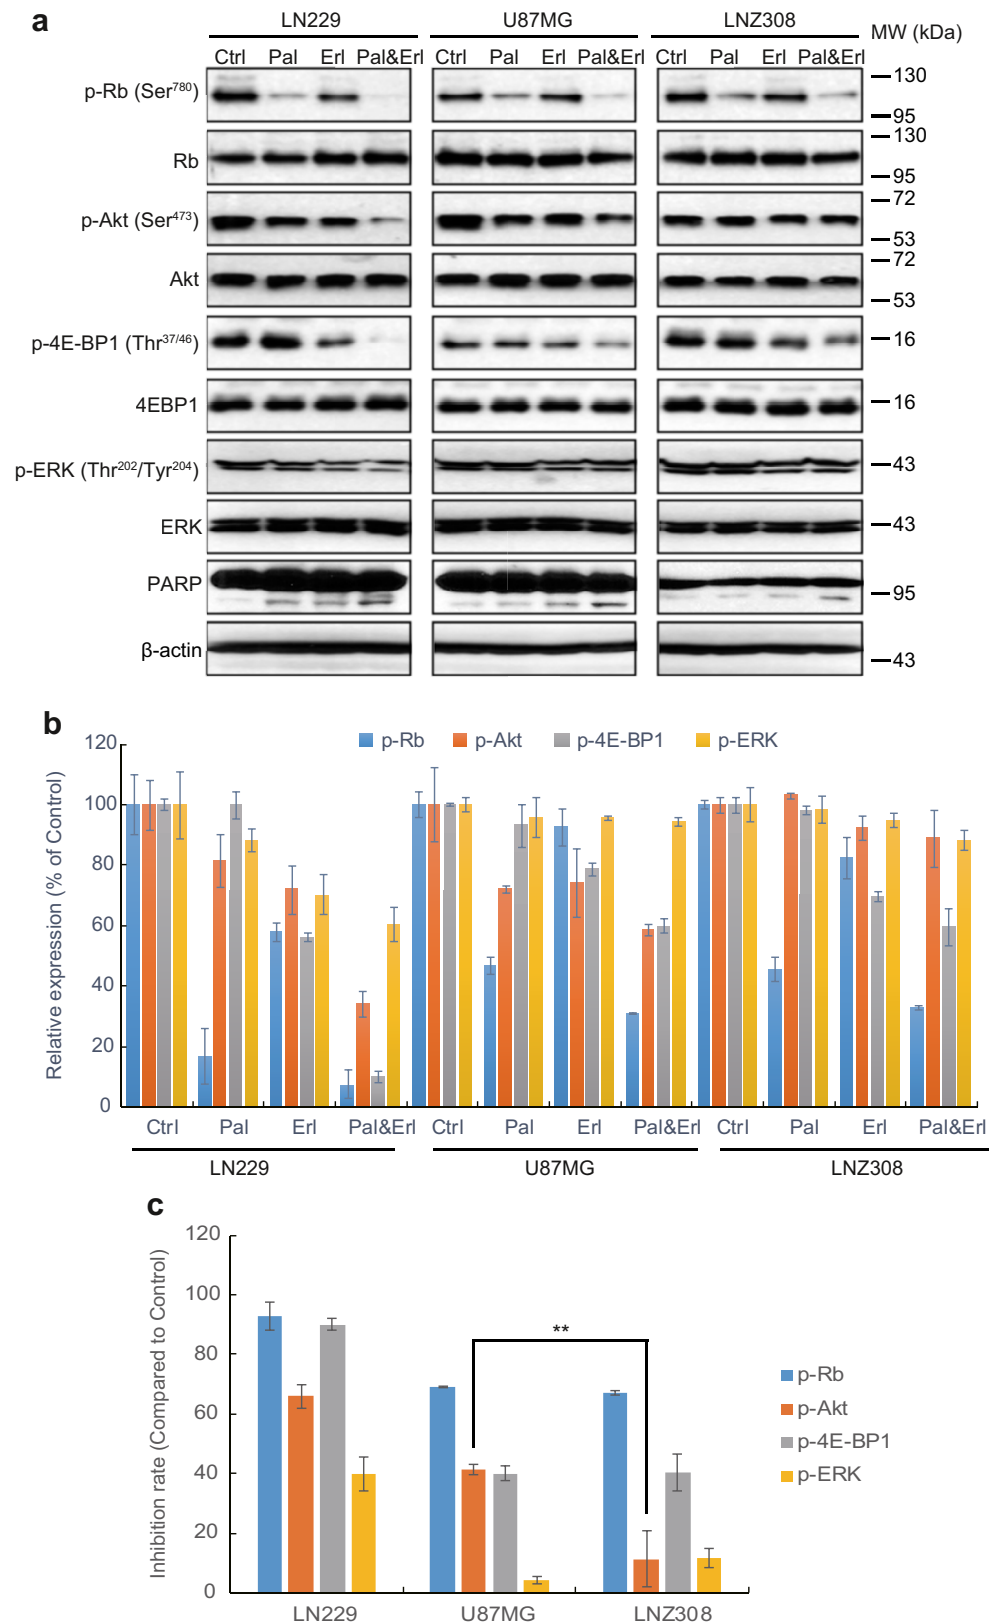 a
LN229 U87MG LNZ308
MW (kDa)
Ctrl Pal Erl Pal&Erl Ctrl Pal Erl Pal&Erl Ctrl Pal Erl Pal&Erl
p-Rb (Ser780) 130
95
Rb 130
95
p-Akt (Ser473) 72
53
Akt 72
53
p-4E-BP1 (Thr37/46) 16
4EBP1 16
p-ERK (Thr202/Tyr204) 43
ERK 43
PARP 95
β-actin 43
b
p-Rb p-Akt p-4E-BP1 p-ERK
Relative expression (% of Control)
120
100
80
60
40
20
0
Ctrl Pal Erl Pal&Erl Ctrl Pal Erl Pal&Erl Ctrl Pal Erl Pal&Erl
LN229 U87MG LNZ308
c
Inhibition rate (Compared to Control)
120
100
80
60
40
20
0
**
p-Rb
p-Akt
p-4E-BP1
p-ERK
LN229 U87MG LNZ308